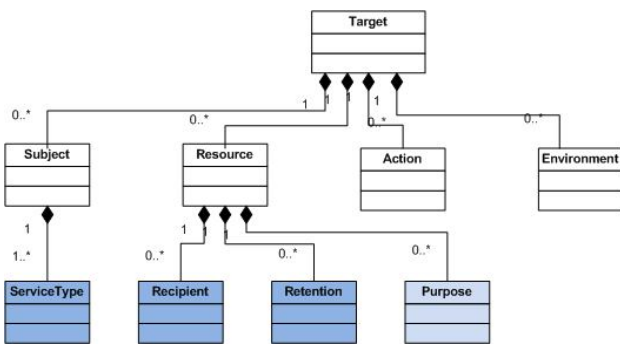 Target
1
1
1
1
0..*
0..*
0..*
0..*
Subject
Resource
Action
Environment
1
1
1
1
1..*
0..*
0..*
0..*
ServiceType
Recipient
Retention
Purpose